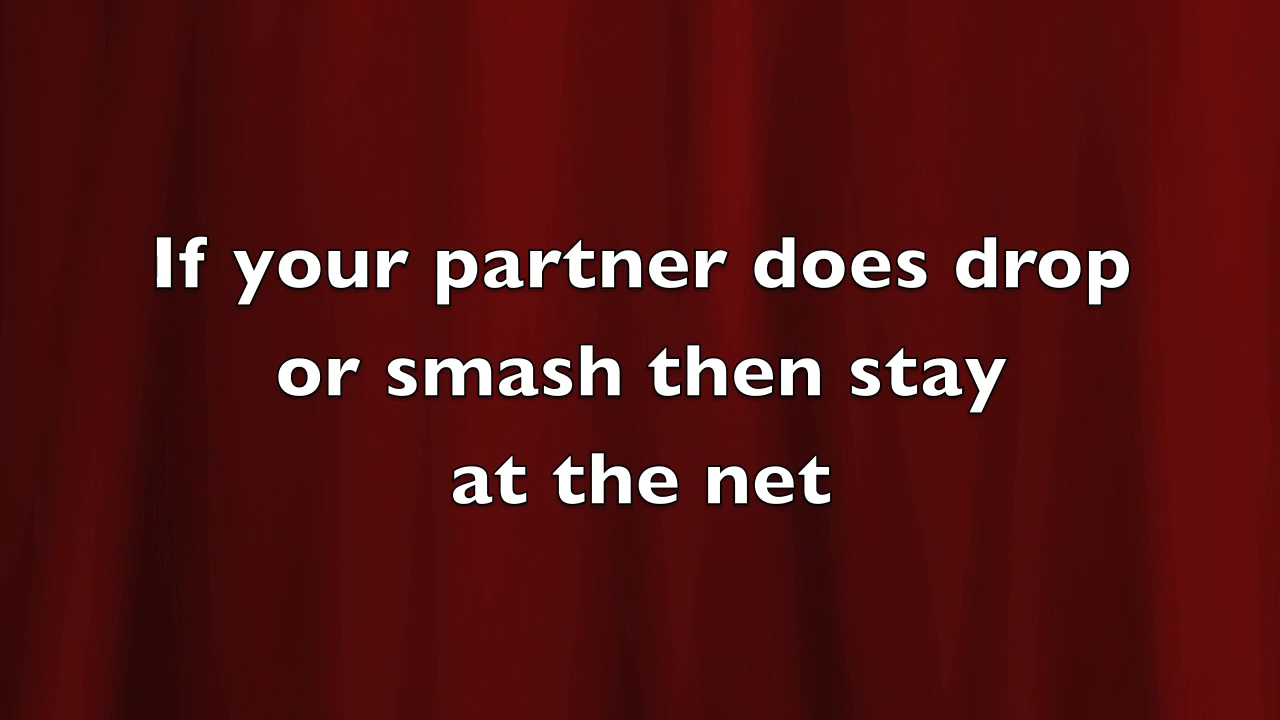 If your partner does drop
or smash then stay
at the net